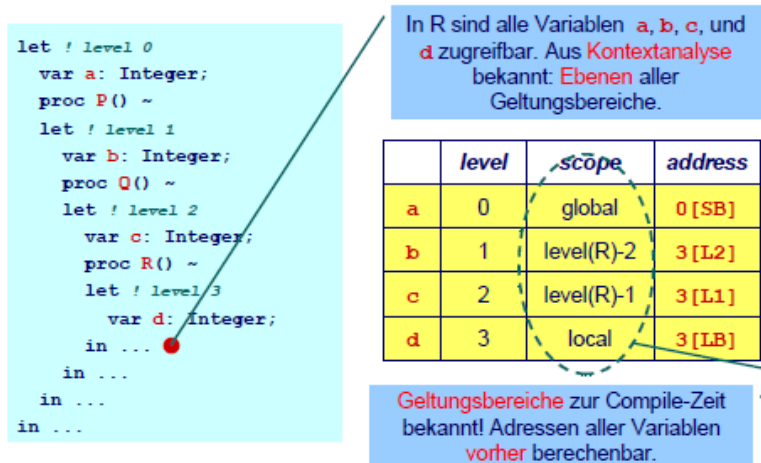 let ! level 0
var a: Integer;
proc P() ~
let ! level 1
var b: Integer;
proc Q() ~
let ! level 2
var c: Integer;
proc R() ~
let ! level 3
var d: Integer;
in ...
in ...
in ...
in ...
In R sind alle Variablen a, b, c, und
d zugreifbar. Aus Kontextanalyse
bekannt: Ebenen aller
Geltungsbereiche.
level scope address
a 0 global 0[SB]
b 1 level(R)-2 3[L2]
c 2 level(R)-1 3[L1]
d 3 local 3[LB]
Geltungsbereiche zur Compile-Zeit
bekannt! Adressen aller Variablen
vorher berechenbar.